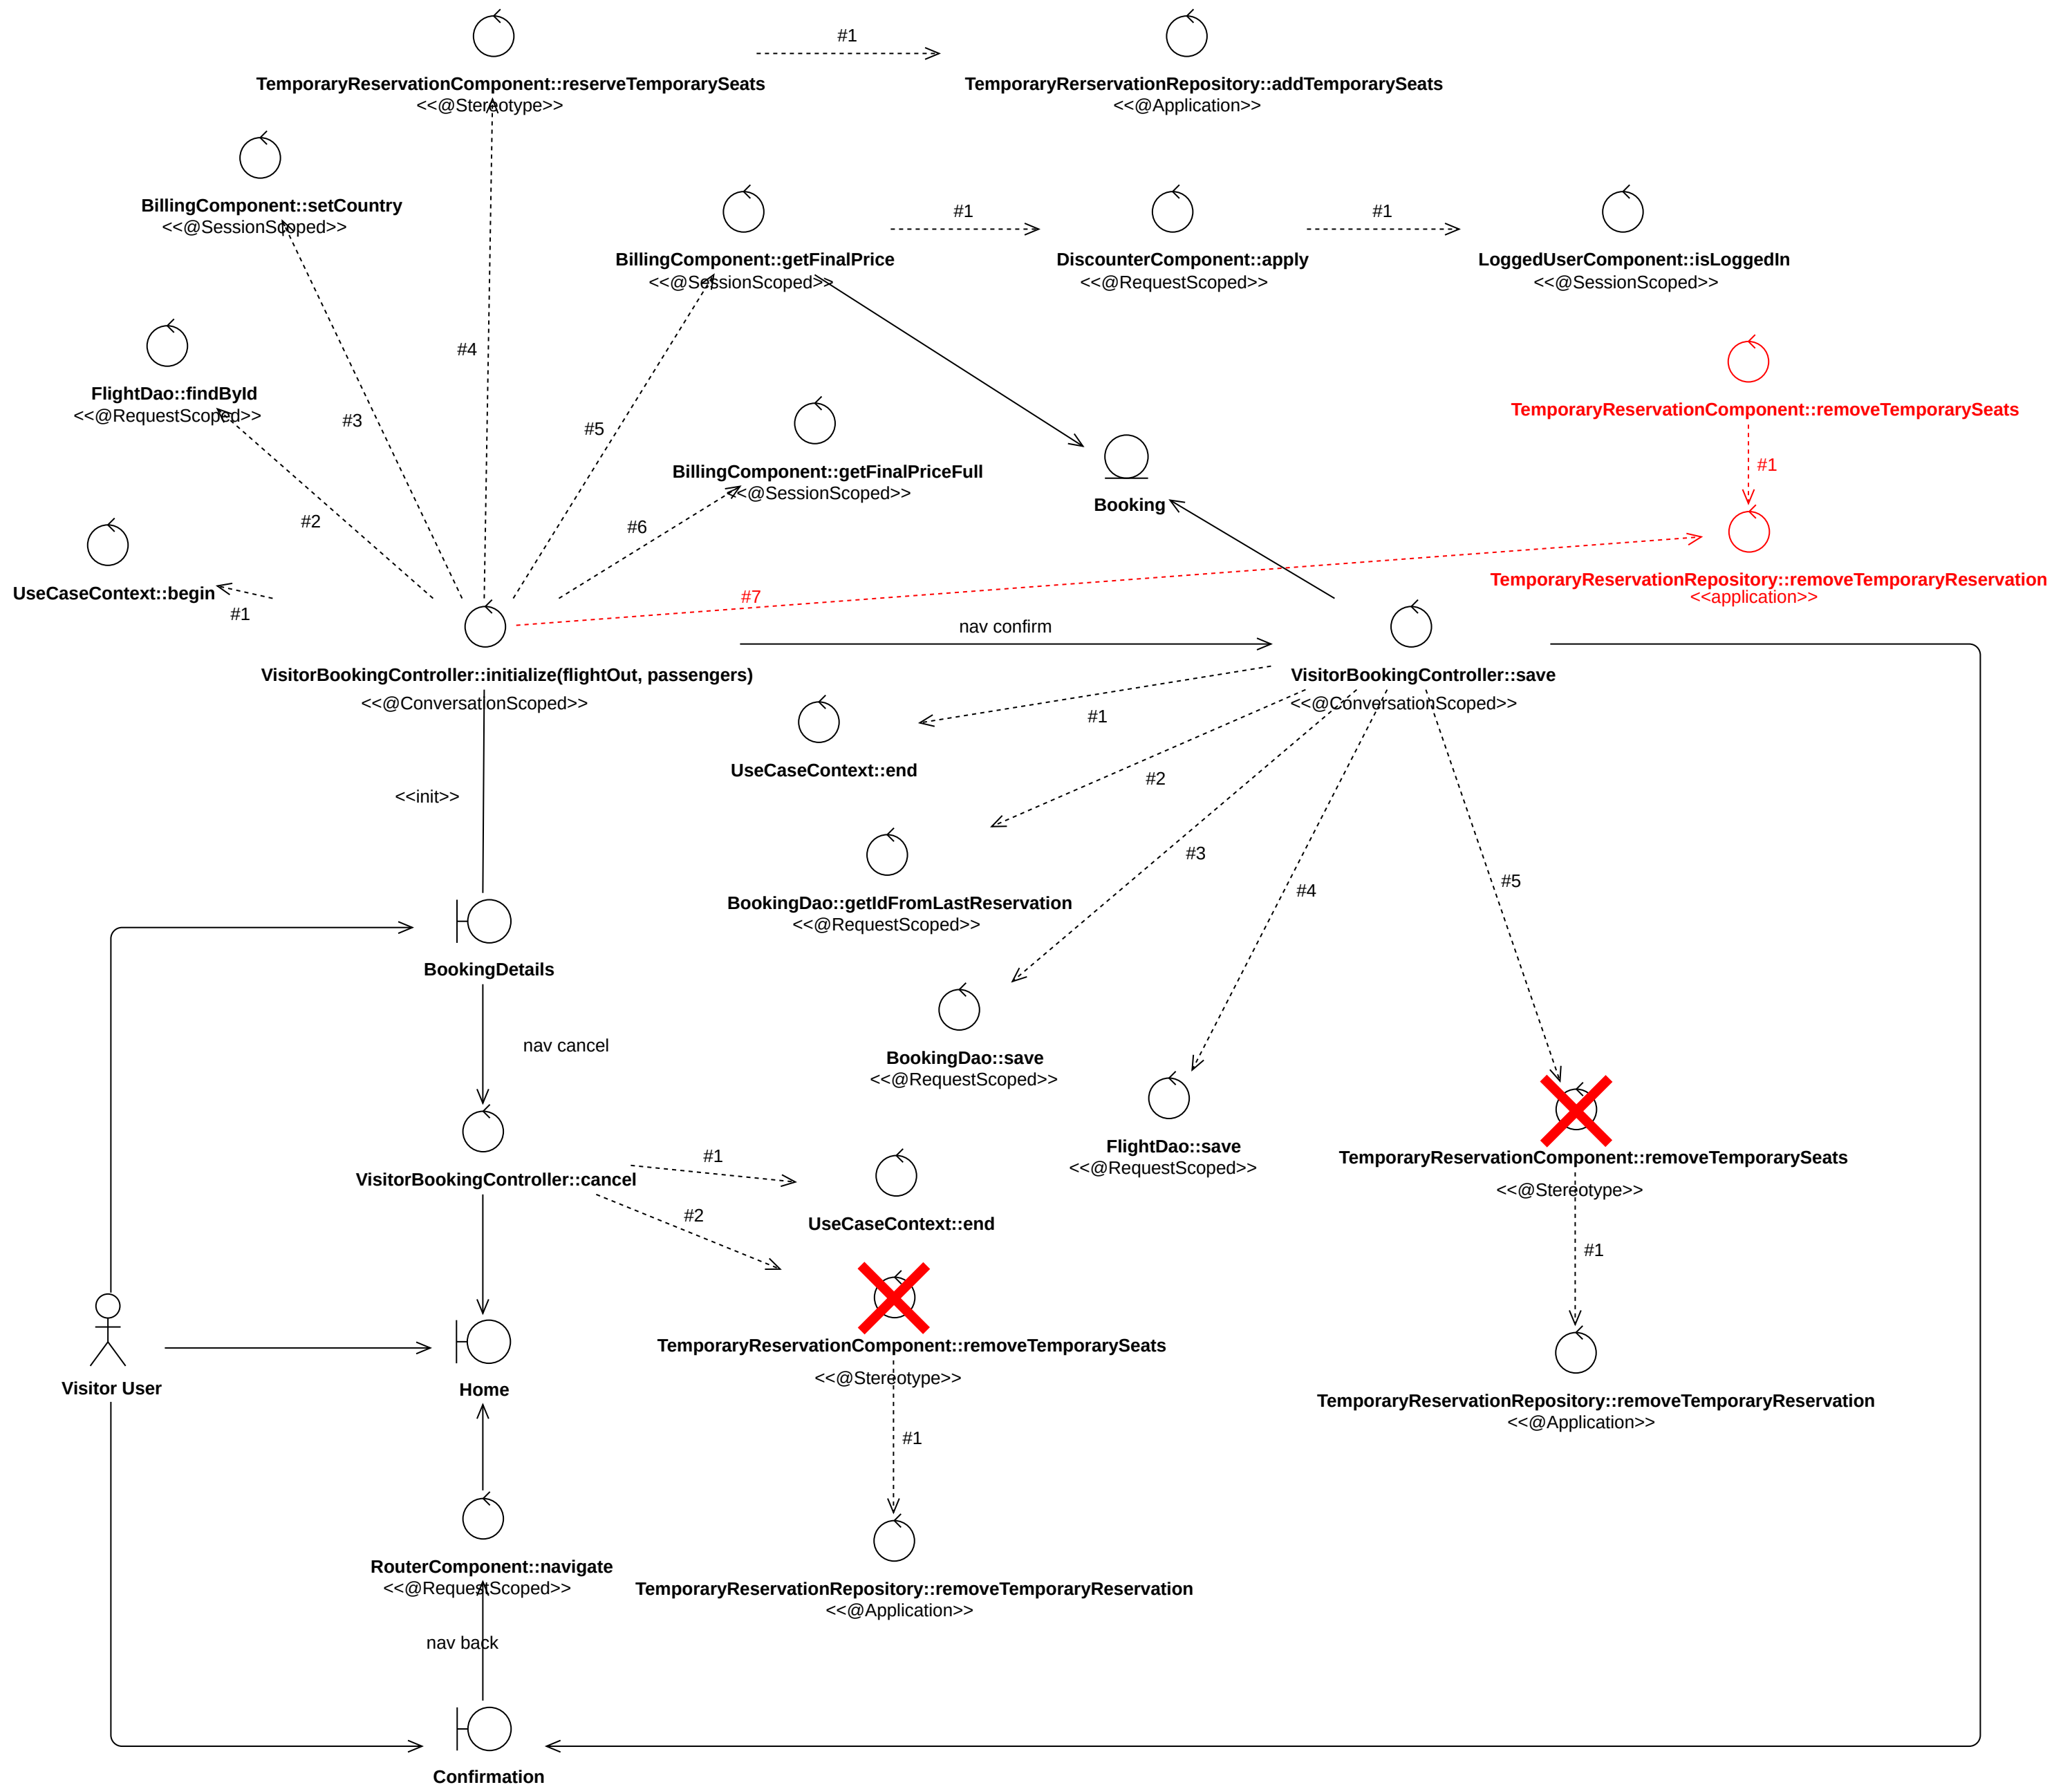 #1
TemporaryReservationComponent::reserveTemporarySeats
<<@Stereotype>>
TemporaryRerservationRepository::addTemporarySeats
<<@Application>>
BillingComponent::setCountry
<<@SessionScoped>>
#1
#1
BillingComponent::getFinalPrice
<<@SessionScoped>>
DiscounterComponent::apply
<<@RequestScoped>>
LoggedUserComponent::isLoggedIn
<<@SessionScoped>>
#4
FlightDao::findById
<<@RequestScoped>>
#3
#5
TemporaryReservationComponent::removeTemporarySeats
#1
BillingComponent::getFinalPriceFull
<<@SessionScoped>>
Booking
#2
#6
UseCaseContext::begin
#1
#7
TemporaryReservationRepository::removeTemporaryReservation
<<application>>
nav confirm
VisitorBookingController::initialize(flightOut, passengers)
<<@ConversationScoped>>
VisitorBookingController::save
<<@ConversationScoped>>
#1
UseCaseContext::end
#2
<<init>>
#3
#4
#5
BookingDao::getIdFromLastReservation
<<@RequestScoped>>
BookingDetails
nav cancel
BookingDao::save
<<@RequestScoped>>
FlightDao::save
<<@RequestScoped>>
TemporaryReservationComponent::removeTemporarySeats
<<@Stereotype>>
#1
VisitorBookingController::cancel
#1
#2
UseCaseContext::end
TemporaryReservationComponent::removeTemporarySeats
<<@Stereotype>>
Visitor User
Home
TemporaryReservationRepository::removeTemporaryReservation
<<@Application>>
#1
RouterComponent::navigate
<<@RequestScoped>>
TemporaryReservationRepository::removeTemporaryReservation
<<@Application>>
nav back
Confirmation